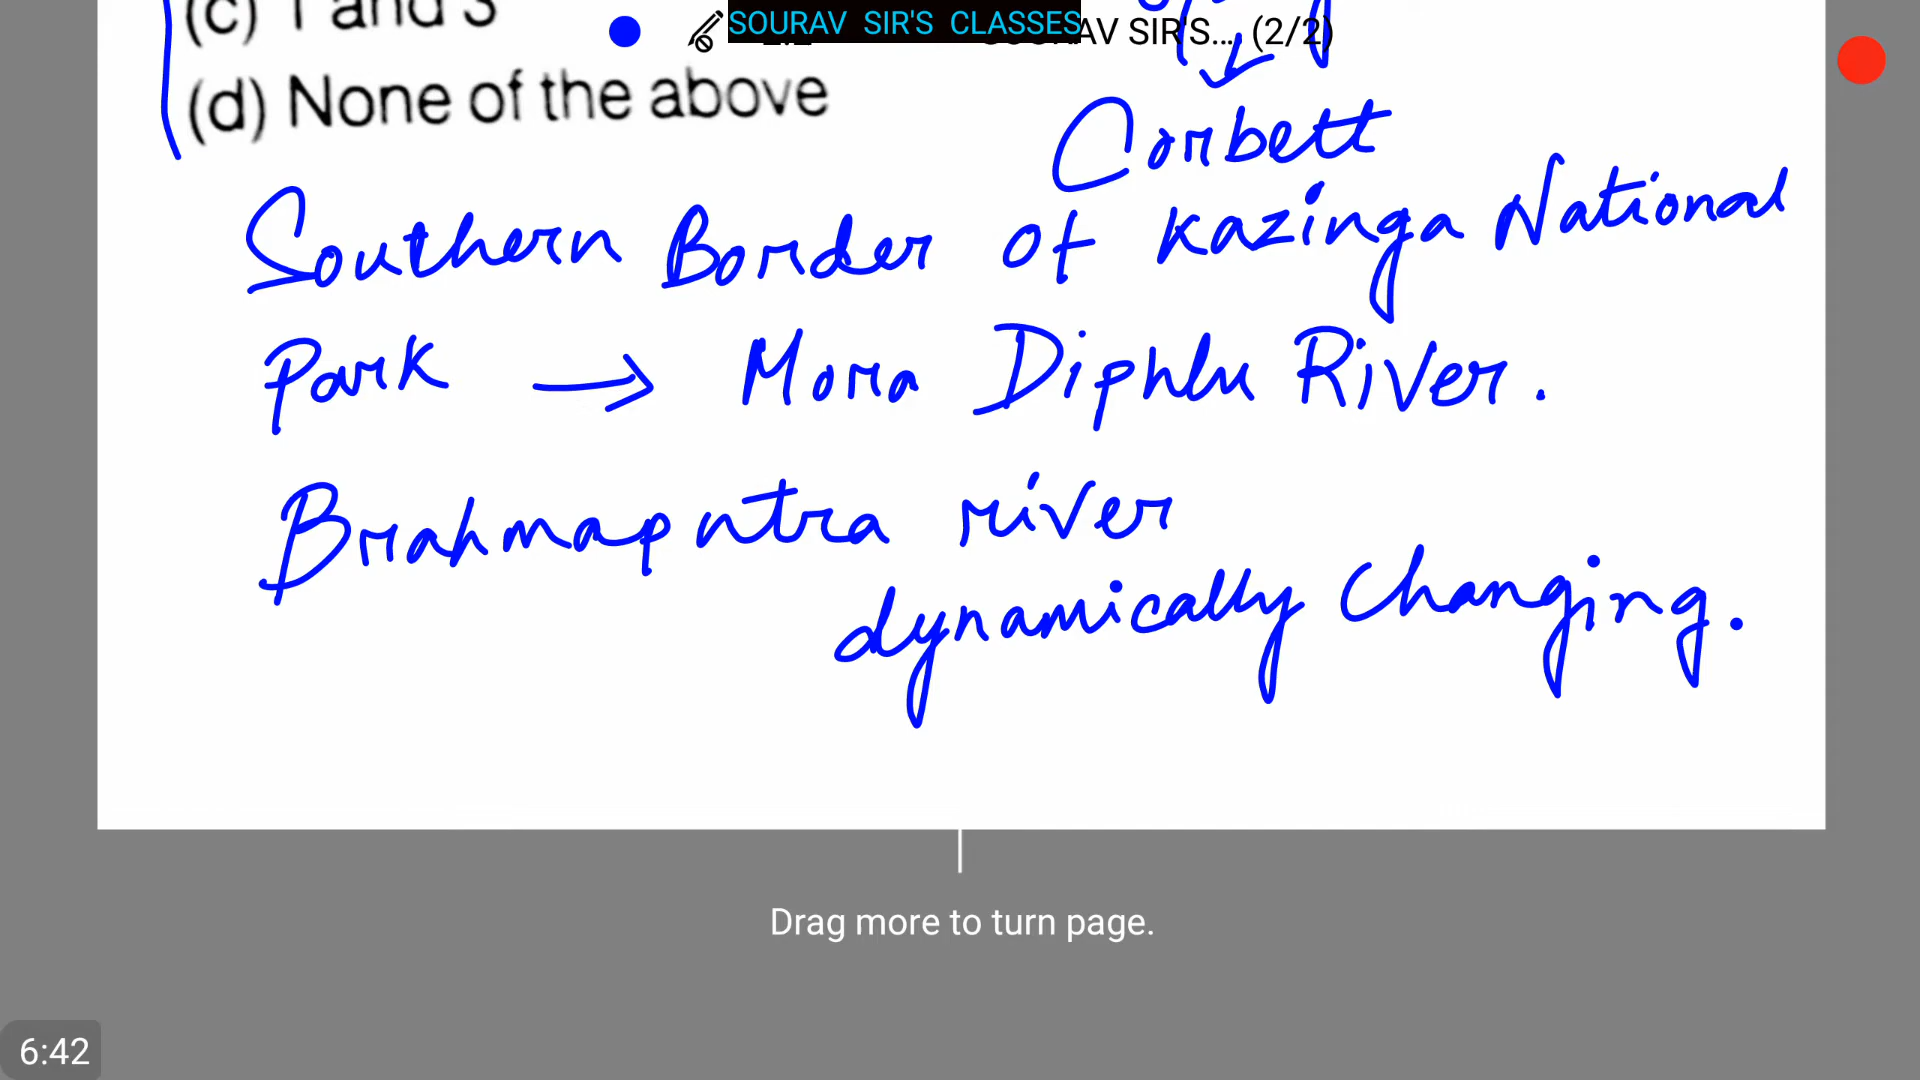 (c) 1 and 3
SOURAV SIR'S CLASSES
AV SIR'S... (2/2)
(d) None of the above
Corbett
Southern Border of Kazinga National
Park → Mora Diphlu River.
Brahmaputra river
dynamically changing.
Drag more to turn page.
6:42